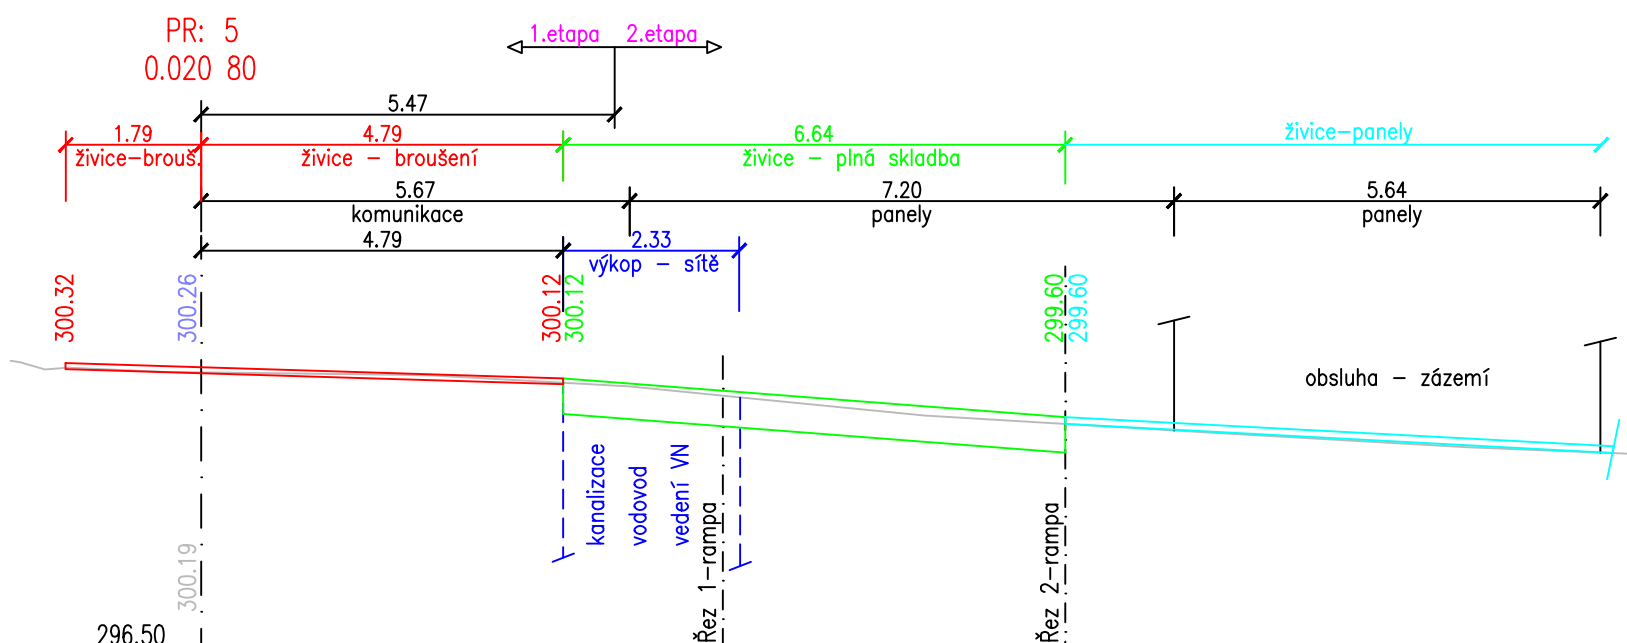 PR: 5
0.020 80
1.etapa
2.etapa
5.47
1.79
4.79
6.64
živice-panely
živice-brouš.
živice - broušení
živice - plná skladba
5.67
7.20
5.64
komunikace
panely
panely
4.79
2.33
výkop - sítě
300.32
300.26
300.12
300.12
299.60
299.60
obsluha - zázemí
kanalizace
vodovod
vedení VN
Řez 1-rampa
Řez 2-rampa
300.19
296.50